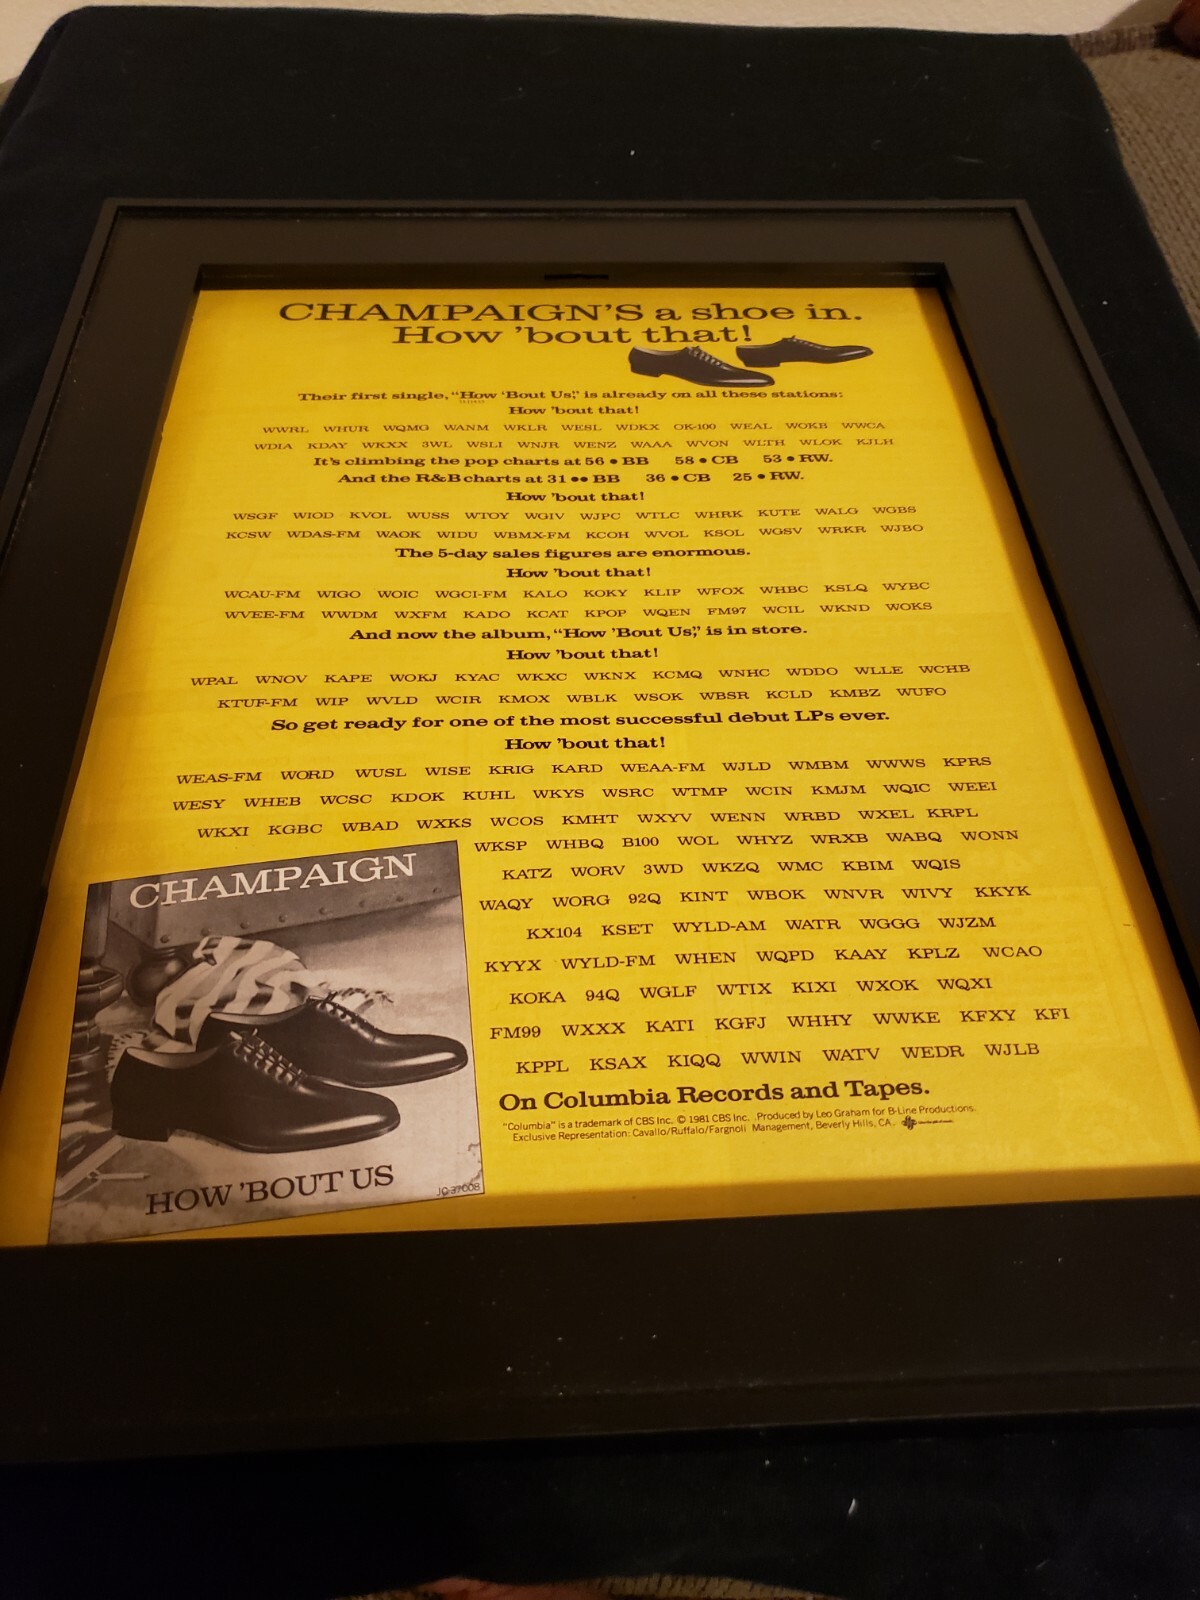 CHAMPAIGN'S a shoe in.
How 'bout that!
Their first single, "How 'Bout Us," is already on all these stations:
How 'bout that!
WWRL WHUR WQMG WANM WKLR WESL WDKX OK-100 WEAL WOKB WWCA
WDIA KDAY WKXX 3WL WSLI WNJR WENZ WAAA WVON WLTH WLOK KJLH
It's climbing the pop charts at 56 • BB 58 • CB 53 • RW.
And the R&B charts at 31 •• BB 36 • CB 25 • RW.
How 'bout that!
WSGF WIOD KVOL WUSS WTOY WGIV WJPC WTLC WHRK KUTE WALG WGBS
KCSW WDAS-FM WAOK WIDU WBMX-FM KCOH WVOL KSOL WGSV WRKR WJBO
The 5-day sales figures are enormous.
How 'bout that!
WCAU-FM WIGO WOIC WGCI-FM KALO KOKY KLIP WFOX WHBC KSLQ WYBC
WVEE-FM WWDM WXFM KADO KCAT KPOP WQEN FM97 WCIL WKND WOKS
And now the album, "How 'Bout Us," is in store.
How 'bout that!
WPAL WNOV KAPE WOKJ KYAC WKXC WKNX KCMQ WNHC WDDO WLLE WCHB
KTUF-FM WIP WVLD WCIR KMOX WBLK WSOK WBSR KCLD KMBZ WUFO
So get ready for one of the most successful debut LPs ever.
How 'bout that!
WEAS-FM WORD WUSL WISE KRIG KARD WEAA-FM WJLD WMBM WWWS KPRS
WESY WHEB WCSC KDOK KUHL WKYS WSRC WTMP WCIN KMJM WQIC WEEI
WKXI KGBC WBAD WXKS WCOS KMHT WXYV WENN WRBD WXEL KRPL
WKSP WHBQ B100 WOL WHYZ WRXB WABQ WONN
KATZ WORV 3WD WKZQ WMC KBIM WQIS
WAQY WORG 92Q KINT WBOK WNVR WIVY KKYK
KX104 KSET WYLD-AM WATR WGGG WJZM
KYYX WYLD-FM WHEN WQPD KAAY KPLZ WCAO
KOKA 94Q WGLF WTIX KIXI WXOK WQXI
FM99 WXXX KATI KGFJ WHHY WWKE KFXY KFI
KPPL KSAX KIQQ WWIN WATV WEDR WJLB
On Columbia Records and Tapes.
"Columbia" is a trademark of CBS Inc. © 1981 CBS Inc. Produced by Leo Graham for B-Line Productions.
Exclusive Representation: Cavallo/Ruffalo/Fargnoli Management, Beverly Hills, CA.
CHAMPAIGN
HOW 'BOUT US
JC 37008